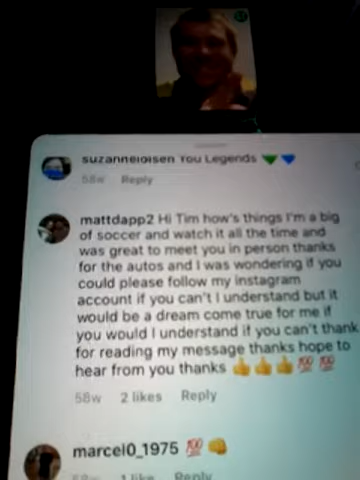 suzanneloisen You Legends 💚💙
58w Reply
mattdapp2 Hi Tim how's things I'm a big
of soccer and watch it all the time and
was great to meet you in person thanks
for the autos and I was wondering if you
could please follow my instagram
account if you can't I understand but it
would be a dream come true for me if
you would I understand if you can't thank
for reading my message thanks hope to
hear from you thanks 👍👍👍💯💯
58w 2 likes Reply
marcel0_1975 💯👊
58w 1 like Reply